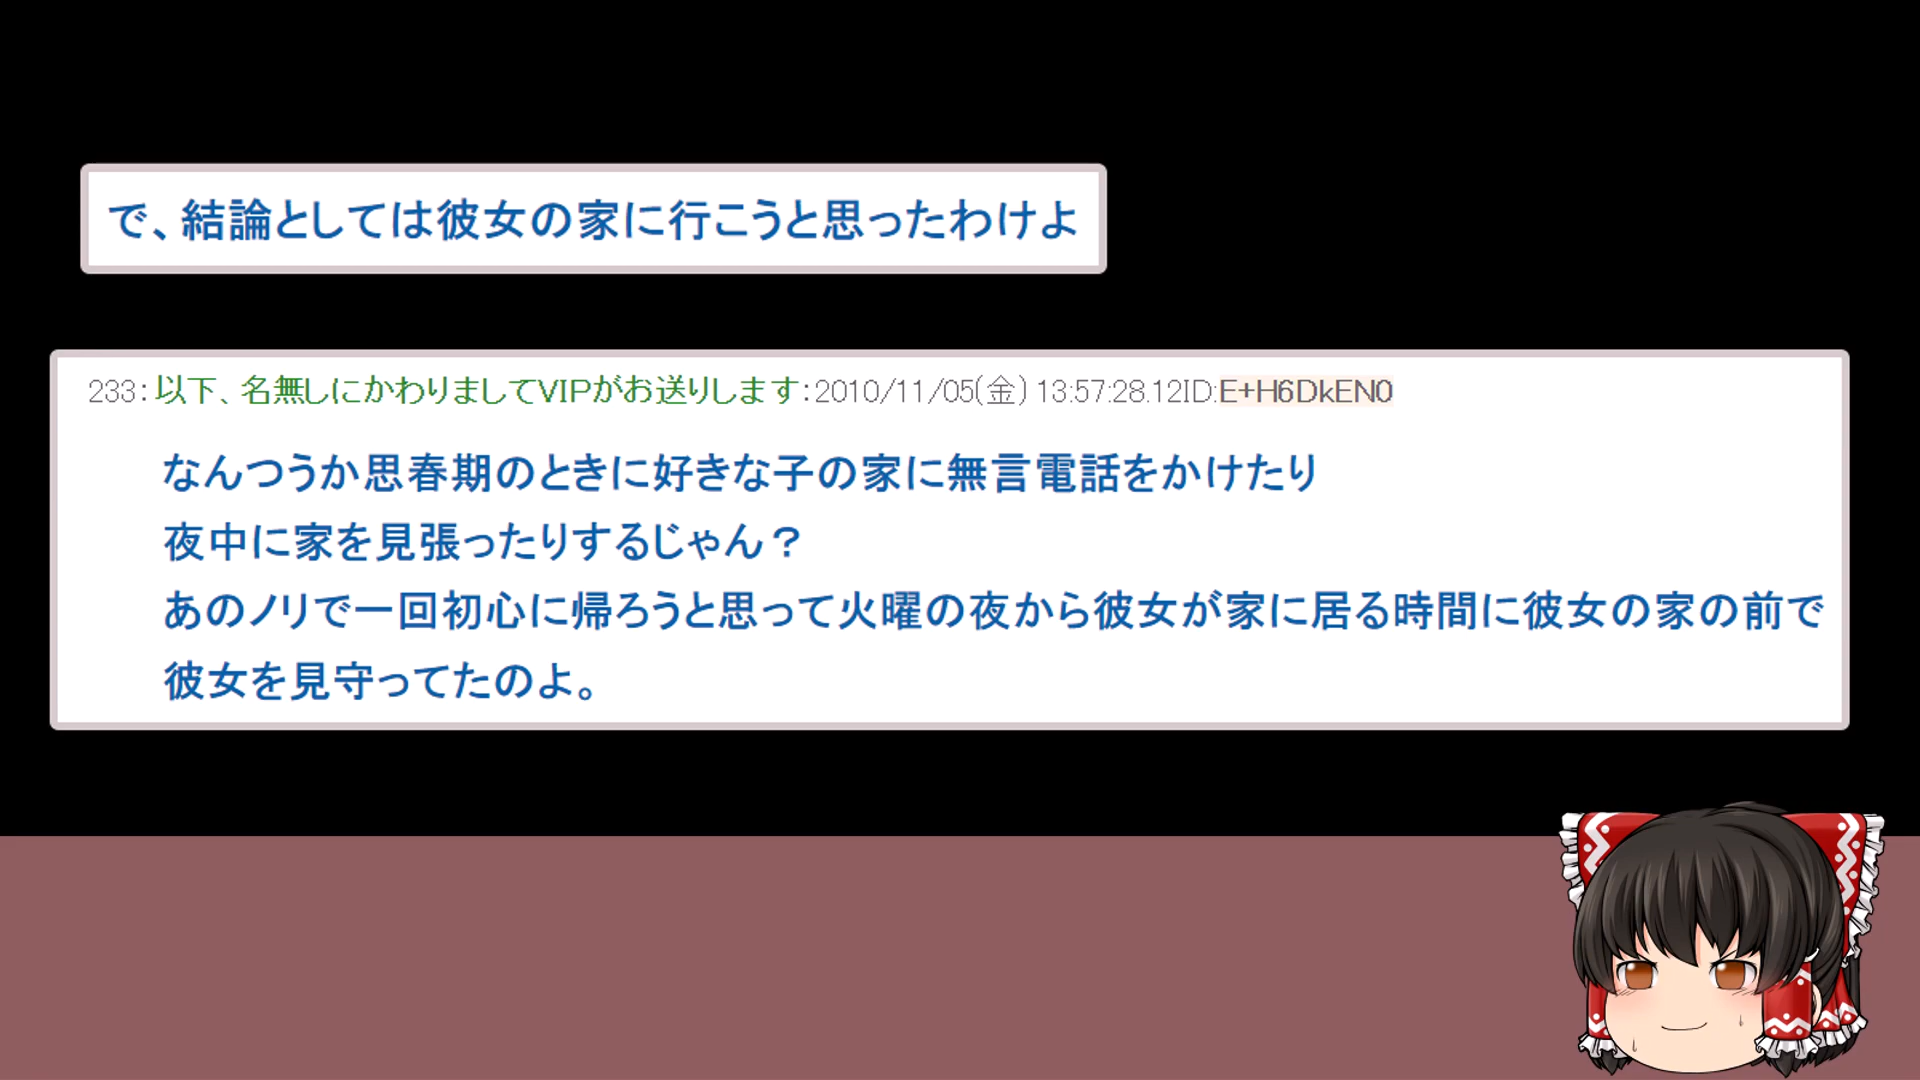 で、結論としては彼女の家に行こうと思ったわけよ
233：以下、名無しにかわりましてVIPがお送りします：2010/11/05(金) 13:57:28.12ID:E+H6DkEN0
なんつうか思春期のときに好きな子の家に無言電話をかけたり
夜中に家を見張ったりするじゃん？
あのノリで一回初心に帰ろうと思って火曜の夜から彼女が家に居る時間に彼女の家の前で
彼女を見守ってたのよ。